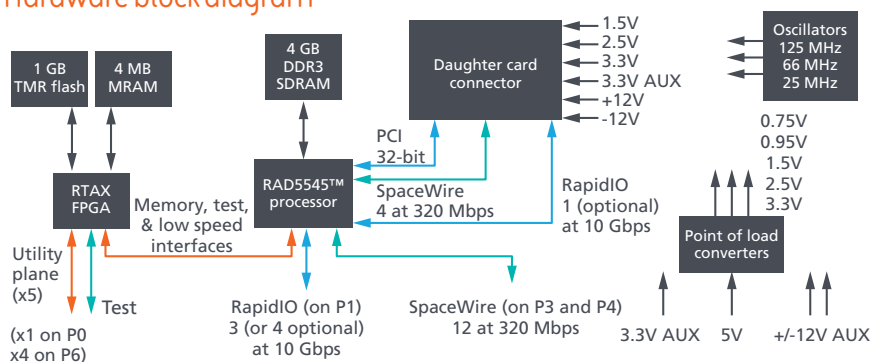 Hardware block diagram
1 GB
TMR flash
4 MB
MRAM
4 GB
DDR3
SDRAM
Daughter card
connector
1.5V
2.5V
3.3V
3.3V AUX
+12V
-12V
Oscillators
125 MHz
66 MHz
25 MHz
PCI
32-bit
RTAX
FPGA
Memory, test,
& low speed
interfaces
RAD5545™
processor
SpaceWire
4 at 320 Mbps
RapidIO
1 (optional)
at 10 Gbps
0.75V
0.95V
1.5V
2.5V
3.3V
Point of load
converters
Utility
plane
(x5)
Test
(x1 on P0
x4 on P6)
RapidIO (on P1)
3 (or 4 optional)
at 10 Gbps
SpaceWire (on P3 and P4)
12 at 320 Mbps
3.3V AUX
5V
+/-12V AUX